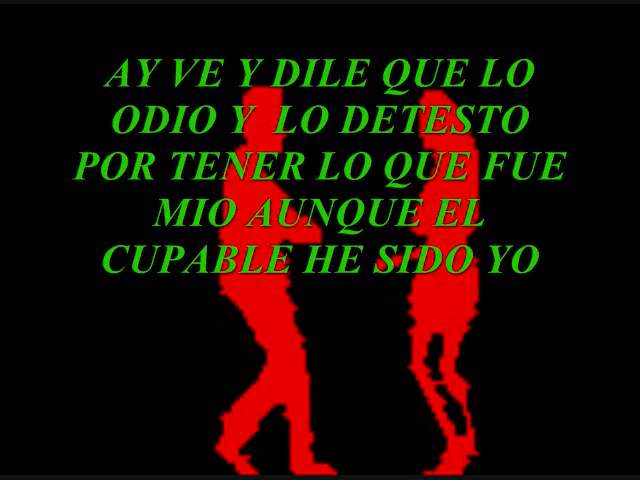 AY VE Y DILE QUE LO
ODIO Y LO DETESTO
POR TENER LO QUE FUE
MIO AUNQUE EL
CUPABLE HE SIDO YO